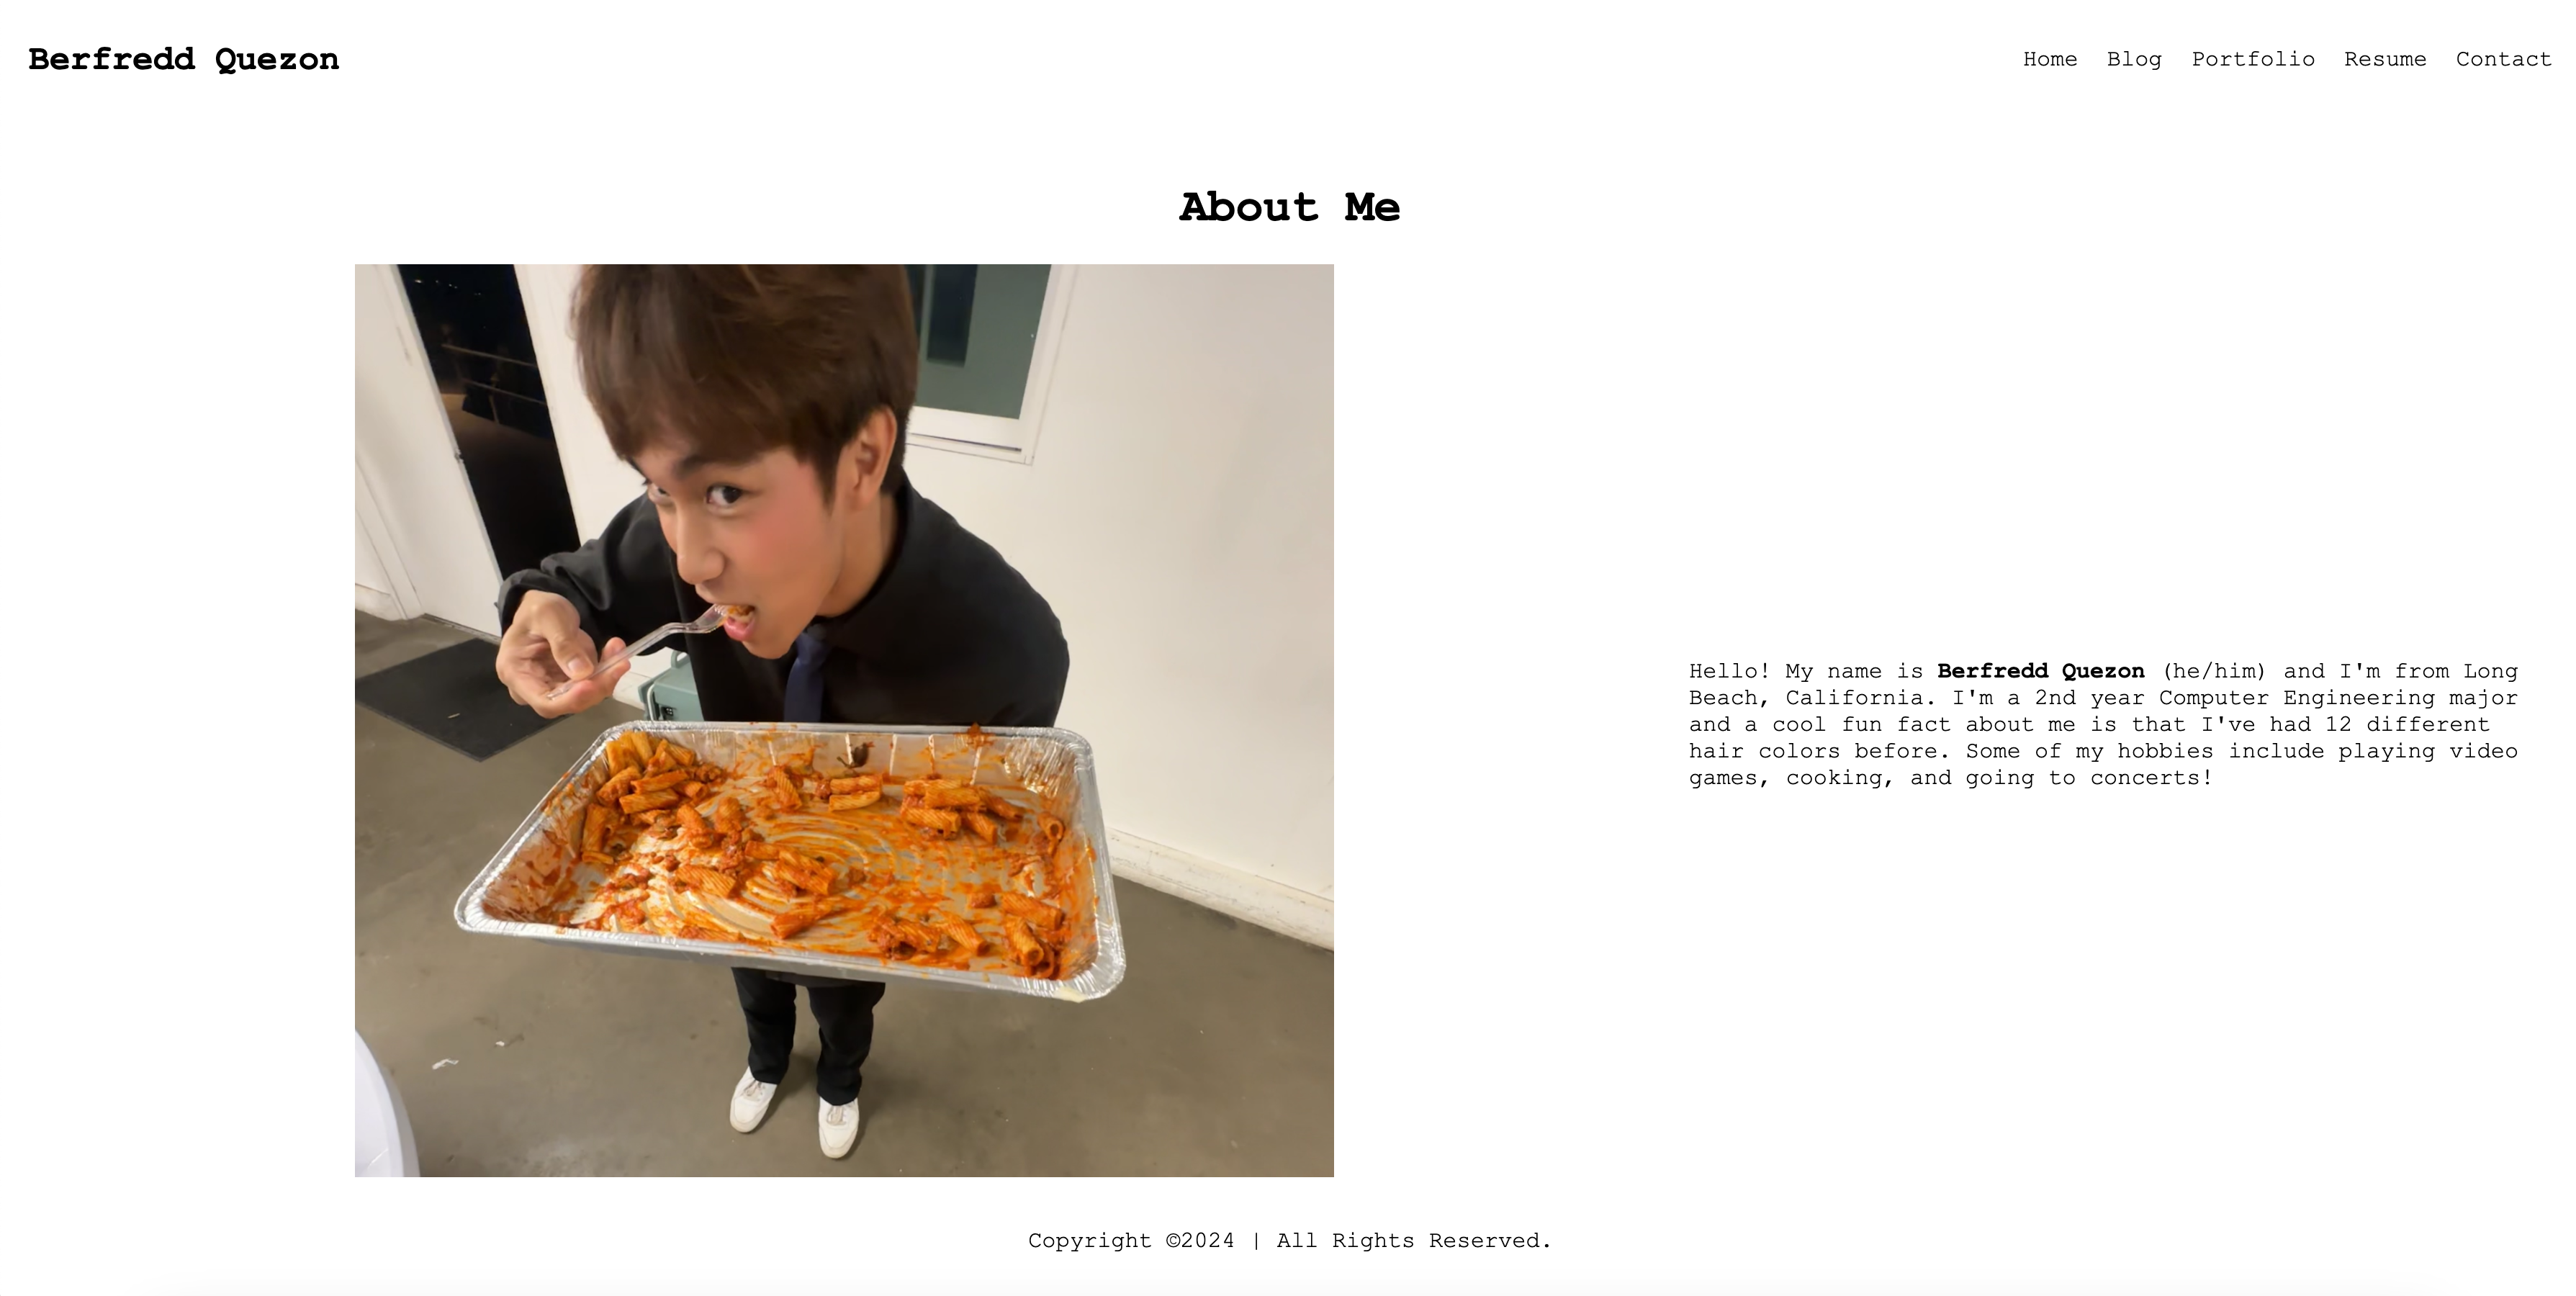 Berfredd Quezon
Home Blog Portfolio Resume Contact
About Me
Hello! My name is Berfredd Quezon (he/him) and I'm from Long
Beach, California. I'm a 2nd year Computer Engineering major
and a cool fun fact about me is that I've had 12 different
hair colors before. Some of my hobbies include playing video
games, cooking, and going to concerts!
Copyright ©2024 | All Rights Reserved.